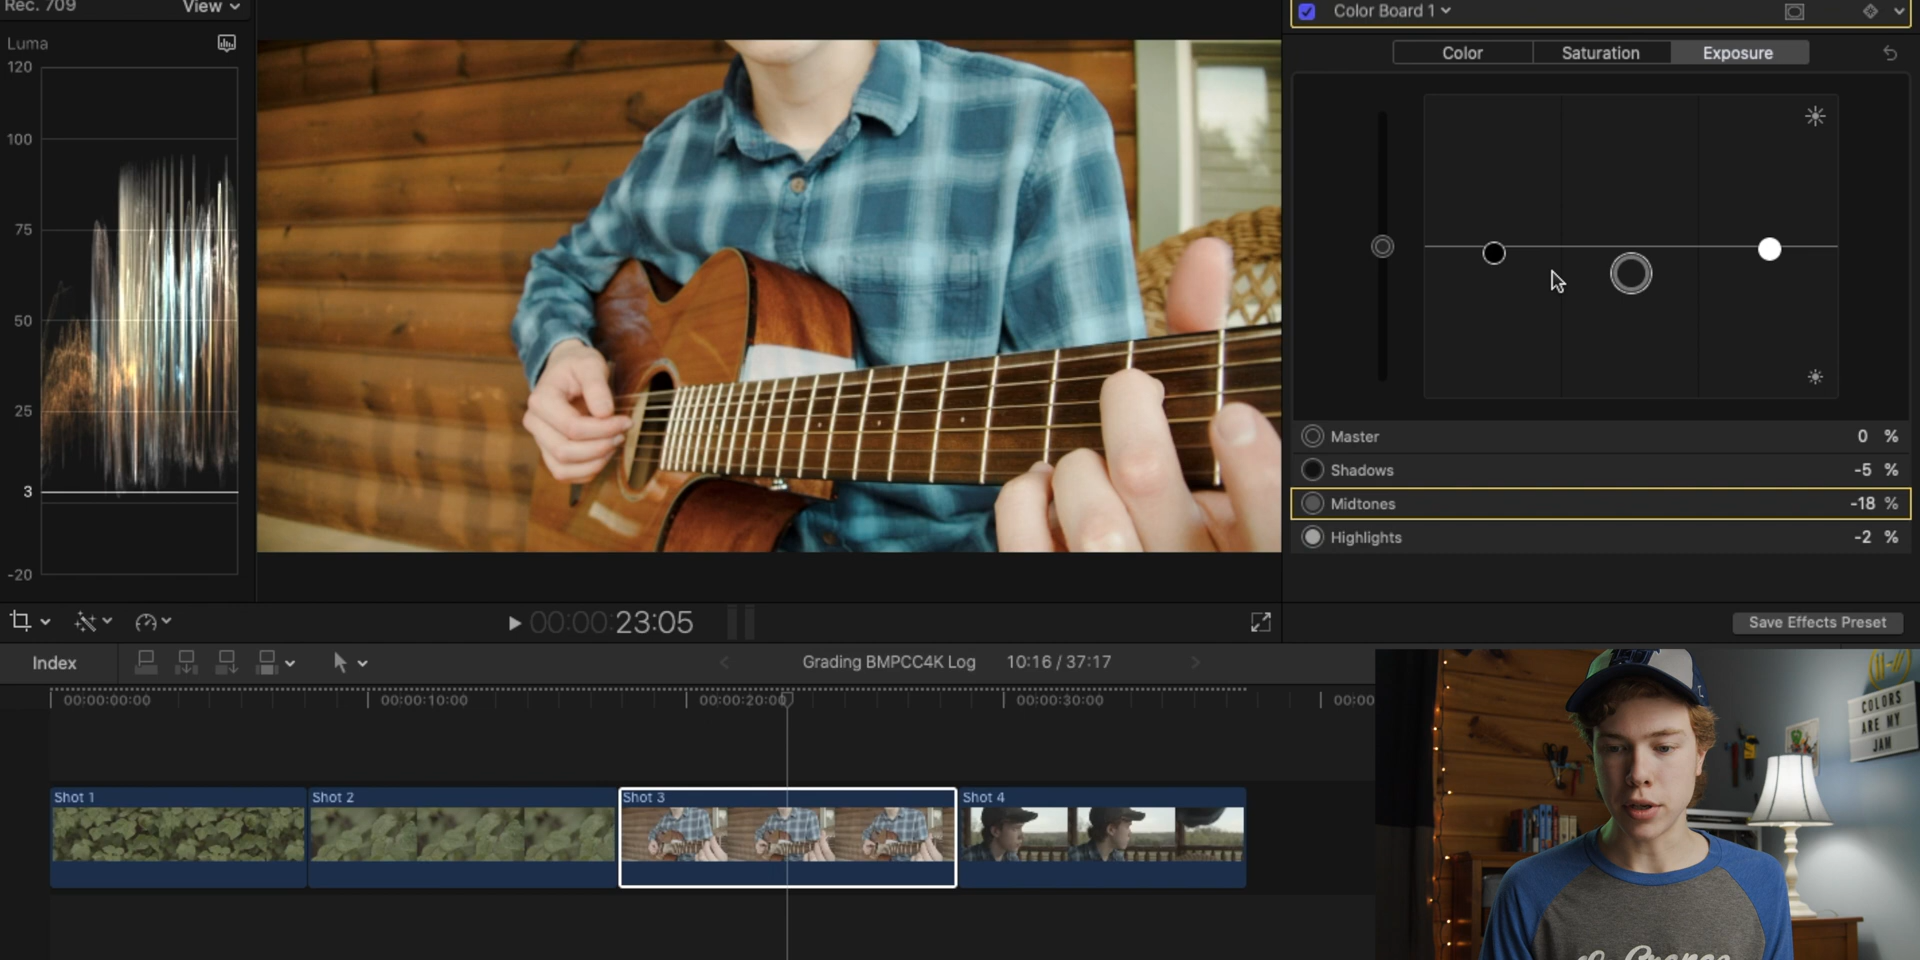 Rec. 709
View
Color Board 1
Luma
Color
Saturation
Exposure
120
100
75
50
25
3
-20
Master
0 %
Shadows
-5 %
Midtones
-18 %
Highlights
-2 %
00:00:00:23:05
Save Effects Preset
Index
Grading BMPCC4K Log
10:16 / 37:17
00:00:00:00
00:00:10:00
00:00:20:00
00:00:30:00
00:00
Shot 1
Shot 2
Shot 3
Shot 4
COLORS
ARE MY
JAM